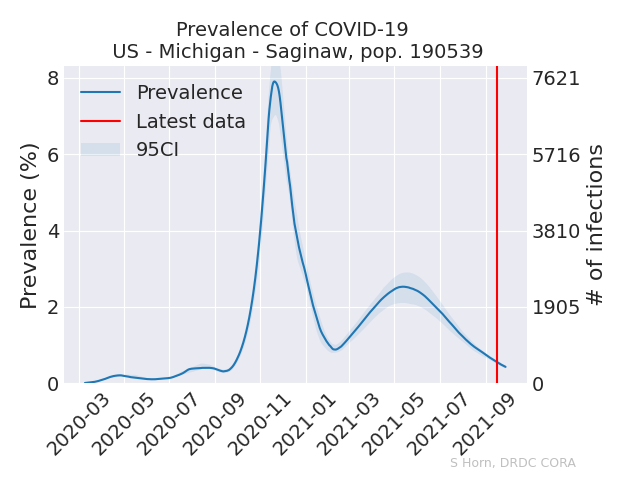 Prevalence of COVID-19
US - Michigan - Saginaw, pop. 190539
Prevalence
Latest data
95CI
Prevalence (%)
8
6
4
2
0
7621
5716
3810
1905
0
# of infections
2020-03
2020-05
2020-07
2020-09
2020-11
2021-01
2021-03
2021-05
2021-07
2021-09
S Horn, DRDC CORA